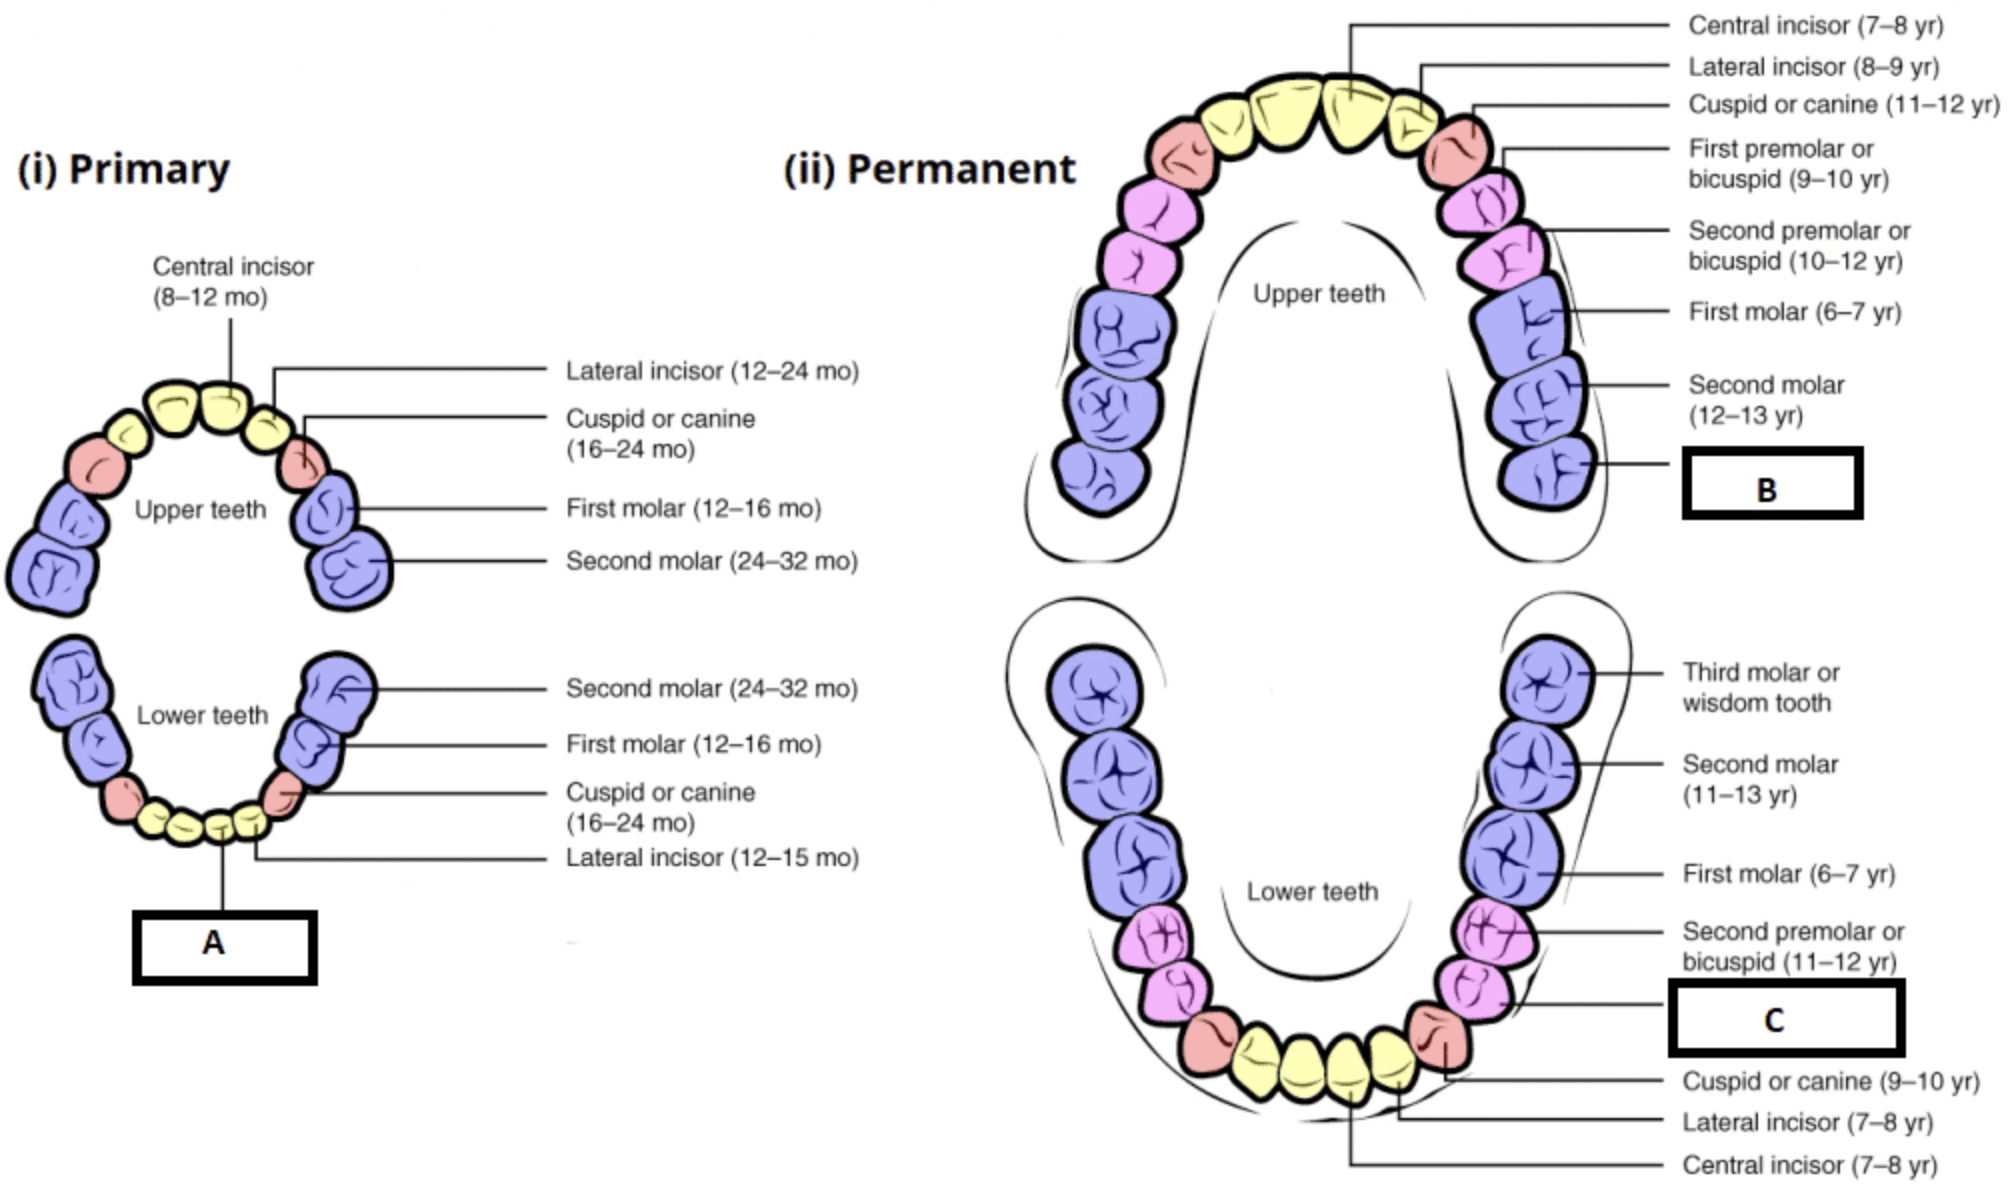 (i) Primary
Central incisor
(8–12 mo)
Lateral incisor (12–24 mo)
Cuspid or canine
(16–24 mo)
Upper teeth
First molar (12–16 mo)
Second molar (24–32 mo)
Lower teeth
Second molar (24–32 mo)
First molar (12–16 mo)
Cuspid or canine
(16–24 mo)
Lateral incisor (12–15 mo)
A
(ii) Permanent
Central incisor (7–8 yr)
Lateral incisor (8–9 yr)
Cuspid or canine (11–12 yr)
First premolar or
bicuspid (9–10 yr)
Second premolar or
bicuspid (10–12 yr)
Upper teeth
First molar (6–7 yr)
Second molar
(12–13 yr)
B
Third molar or
wisdom tooth
Second molar
(11–13 yr)
First molar (6–7 yr)
Lower teeth
Second premolar or
bicuspid (11–12 yr)
C
Cuspid or canine (9–10 yr)
Lateral incisor (7–8 yr)
Central incisor (7–8 yr)